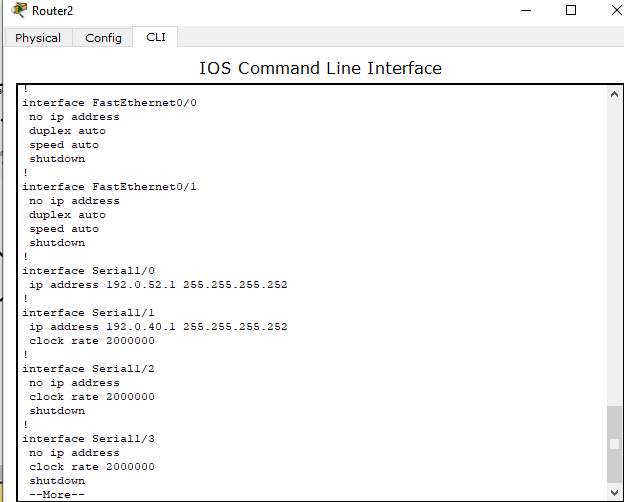 Router2
Physical Config CLI
IOS Command Line Interface
!
interface FastEthernet0/0
 no ip address
 duplex auto
 speed auto
 shutdown
!
interface FastEthernet0/1
 no ip address
 duplex auto
 speed auto
 shutdown
!
interface Serial1/0
 ip address 192.0.52.1 255.255.255.252
!
interface Serial1/1
 ip address 192.0.40.1 255.255.255.252
 clock rate 2000000
!
interface Serial1/2
 no ip address
 clock rate 2000000
 shutdown
!
interface Serial1/3
 no ip address
 clock rate 2000000
 shutdown
 --More--